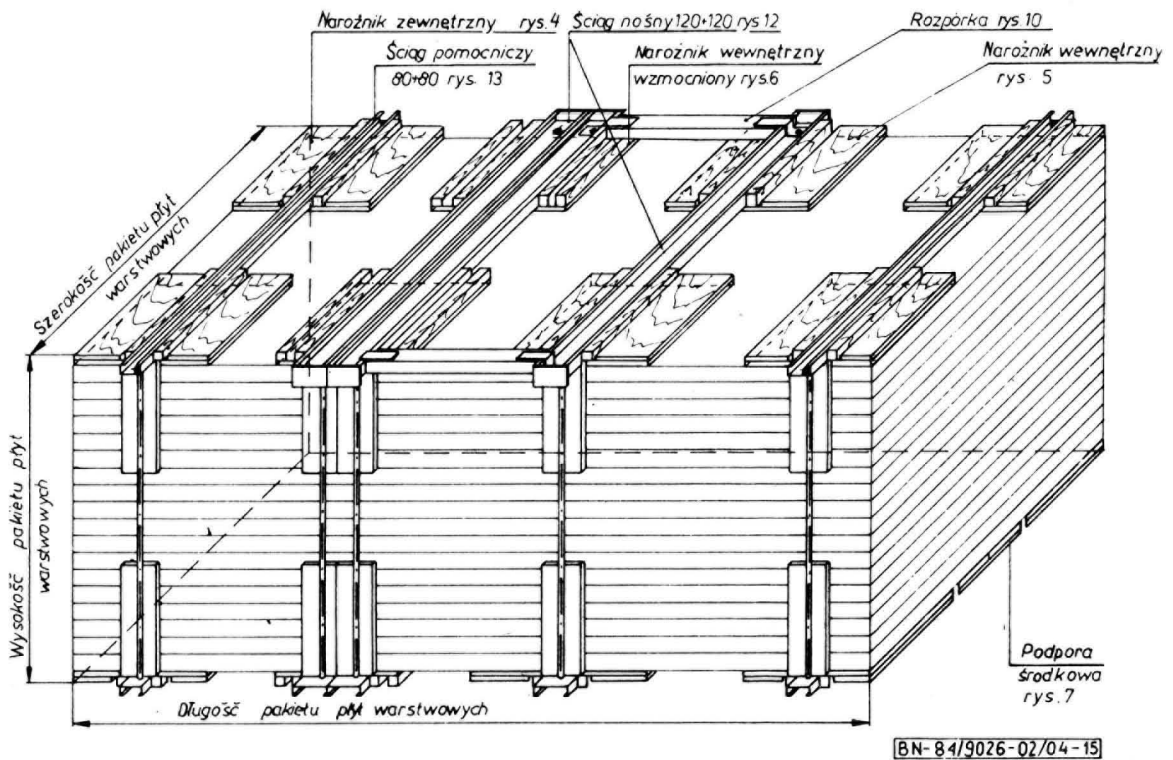 Narożnik zewnętrzny rys.4
Ściąg nośny 120+120 rys 12
Rozpórka rys.10
Ściąg pomocniczy
80+80 rys. 13
Narożnik wewnętrzny
wzmocniony rys.6
Narożnik wewnętrzny
rys. 5
Szerokość pakietu płyt
warstwowych
Wysokość pakietu płyt
warstwowych
Długość pakietu płyt warstwowych
Podpora
środkowa
rys.7
BN-84/9026-02/04-15